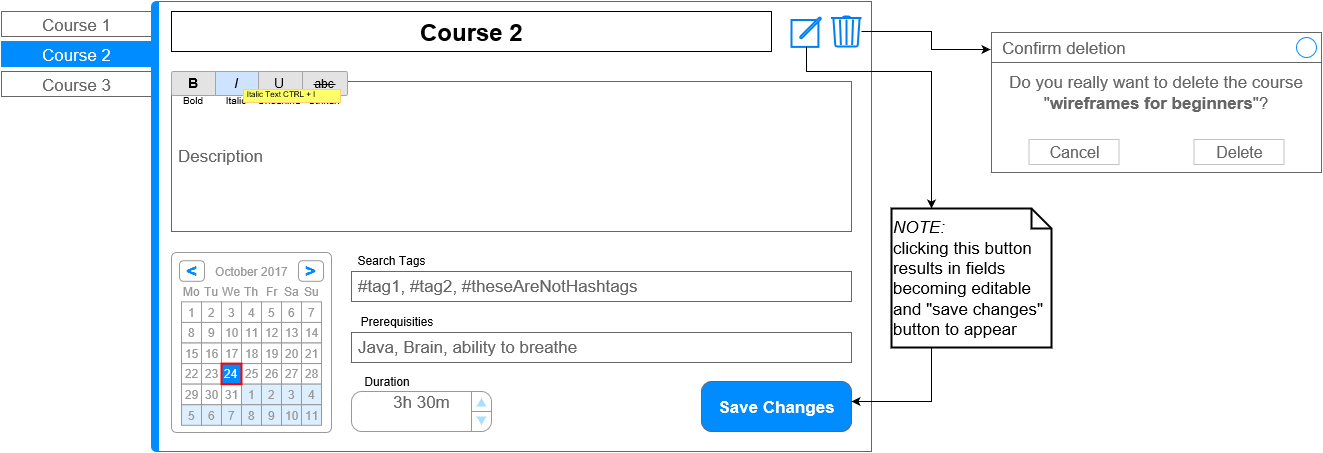 Course 1
Course 2
Course 3
Course 2
B I U abc
Bold Italic
Italic Text CTRL + I
Description
Confirm deletion
Do you really want to delete the course
"wireframes for beginners"?
Cancel Delete
NOTE:
clicking this button
results in fields
becoming editable
and "save changes"
button to appear
< October 2017 >
Mo Tu We Th Fr Sa Su
1 2 3 4 5 6 7
8 9 10 11 12 13 14
15 16 17 18 19 20 21
22 23 24 25 26 27 28
29 30 31 1 2 3 4
5 6 7 8 9 10 11
Search Tags
#tag1, #tag2, #theseAreNotHashtags
Prerequisities
Java, Brain, ability to breathe
Duration
3h 30m
Save Changes